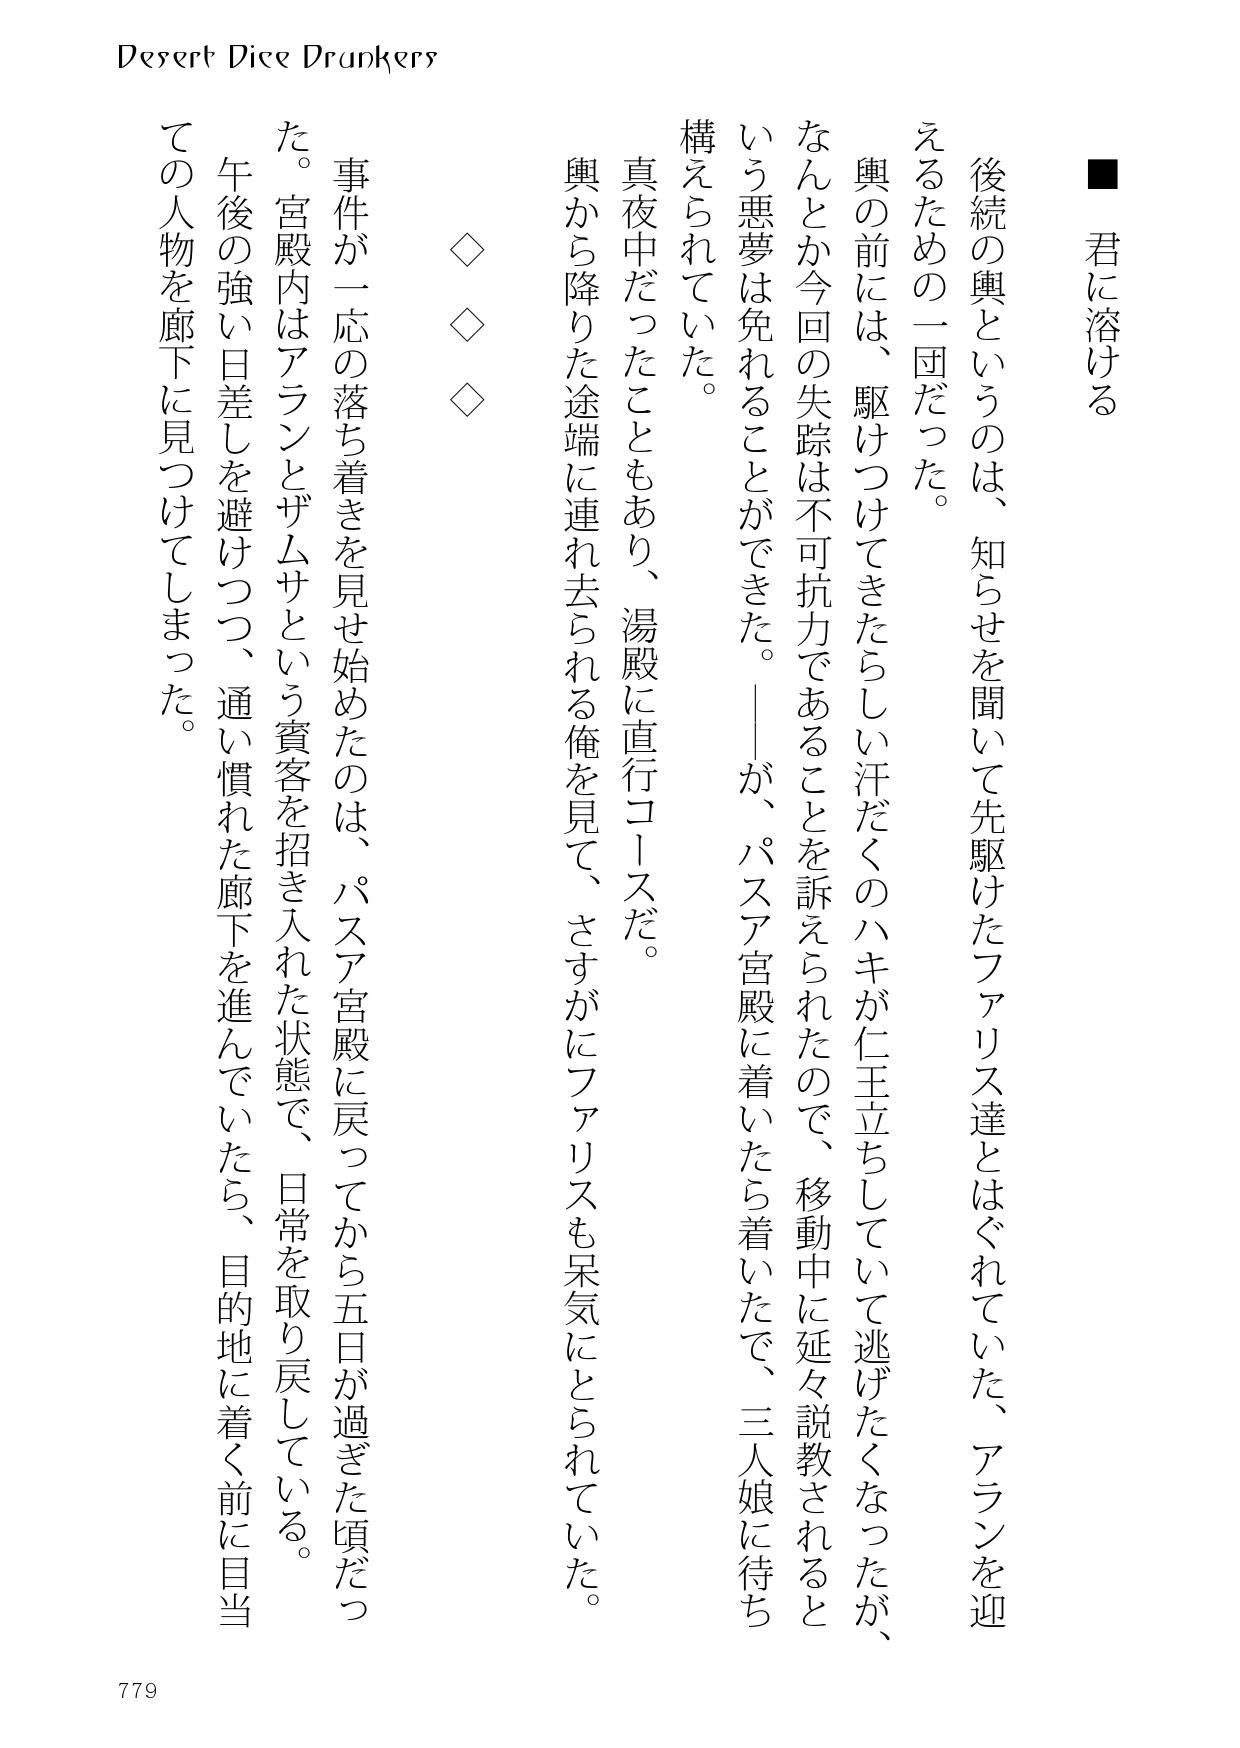 Desert Dice Drunkers
■　君に溶ける
　後続の輿というのは、知らせを聞いて先駆けたファリス達とはぐれていた、アランを迎
えるための一団だった。
　輿の前には、駆けつけてきたらしい汗だくのハキが仁王立ちしていて逃げたくなったが、
なんとか今回の失踪は不可抗力であることを訴えられたので、移動中に延々説教されると
いう悪夢は免れることができた。――が、パスア宮殿に着いたら着いたで、三人娘に待ち
構えられていた。
　真夜中だったこともあり、湯殿に直行コースだ。
　輿から降りた途端に連れ去られる俺を見て、さすがにファリスも呆気にとられていた。
◇　◇　◇
　事件が一応の落ち着きを見せ始めたのは、パスア宮殿に戻ってから五日が過ぎた頃だっ
た。宮殿内はアランとザムサという賓客を招き入れた状態で、日常を取り戻している。
　午後の強い日差しを避けつつ、通い慣れた廊下を進んでいたら、目的地に着く前に目当
ての人物を廊下に見つけてしまった。
779